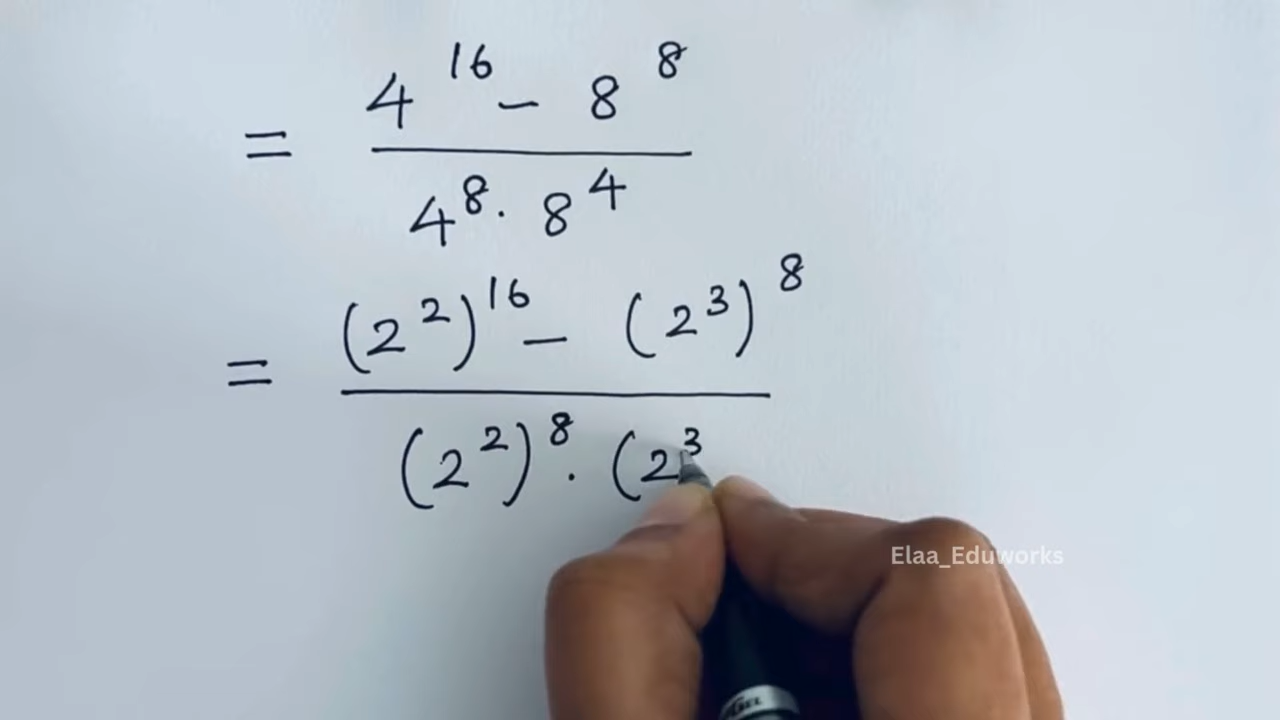 = (4^16 - 8^8) / (4^8 · 8^4)
= ((2^2)^16 - (2^3)^8) / ((2^2)^8 · (2^3
Elaa_Eduworks